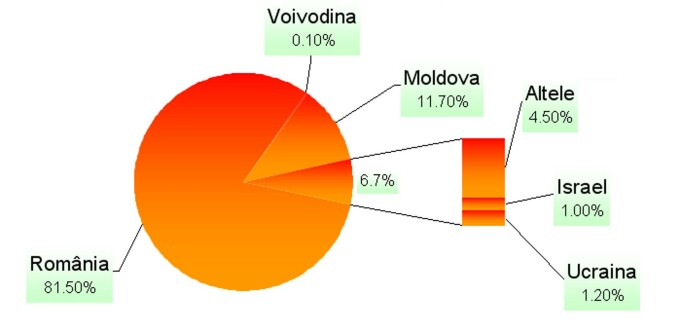 Voivodina
0.10%
Moldova
11.70%
Altele
4.50%
6.7%
Israel
1.00%
România
81.50%
Ucraina
1.20%